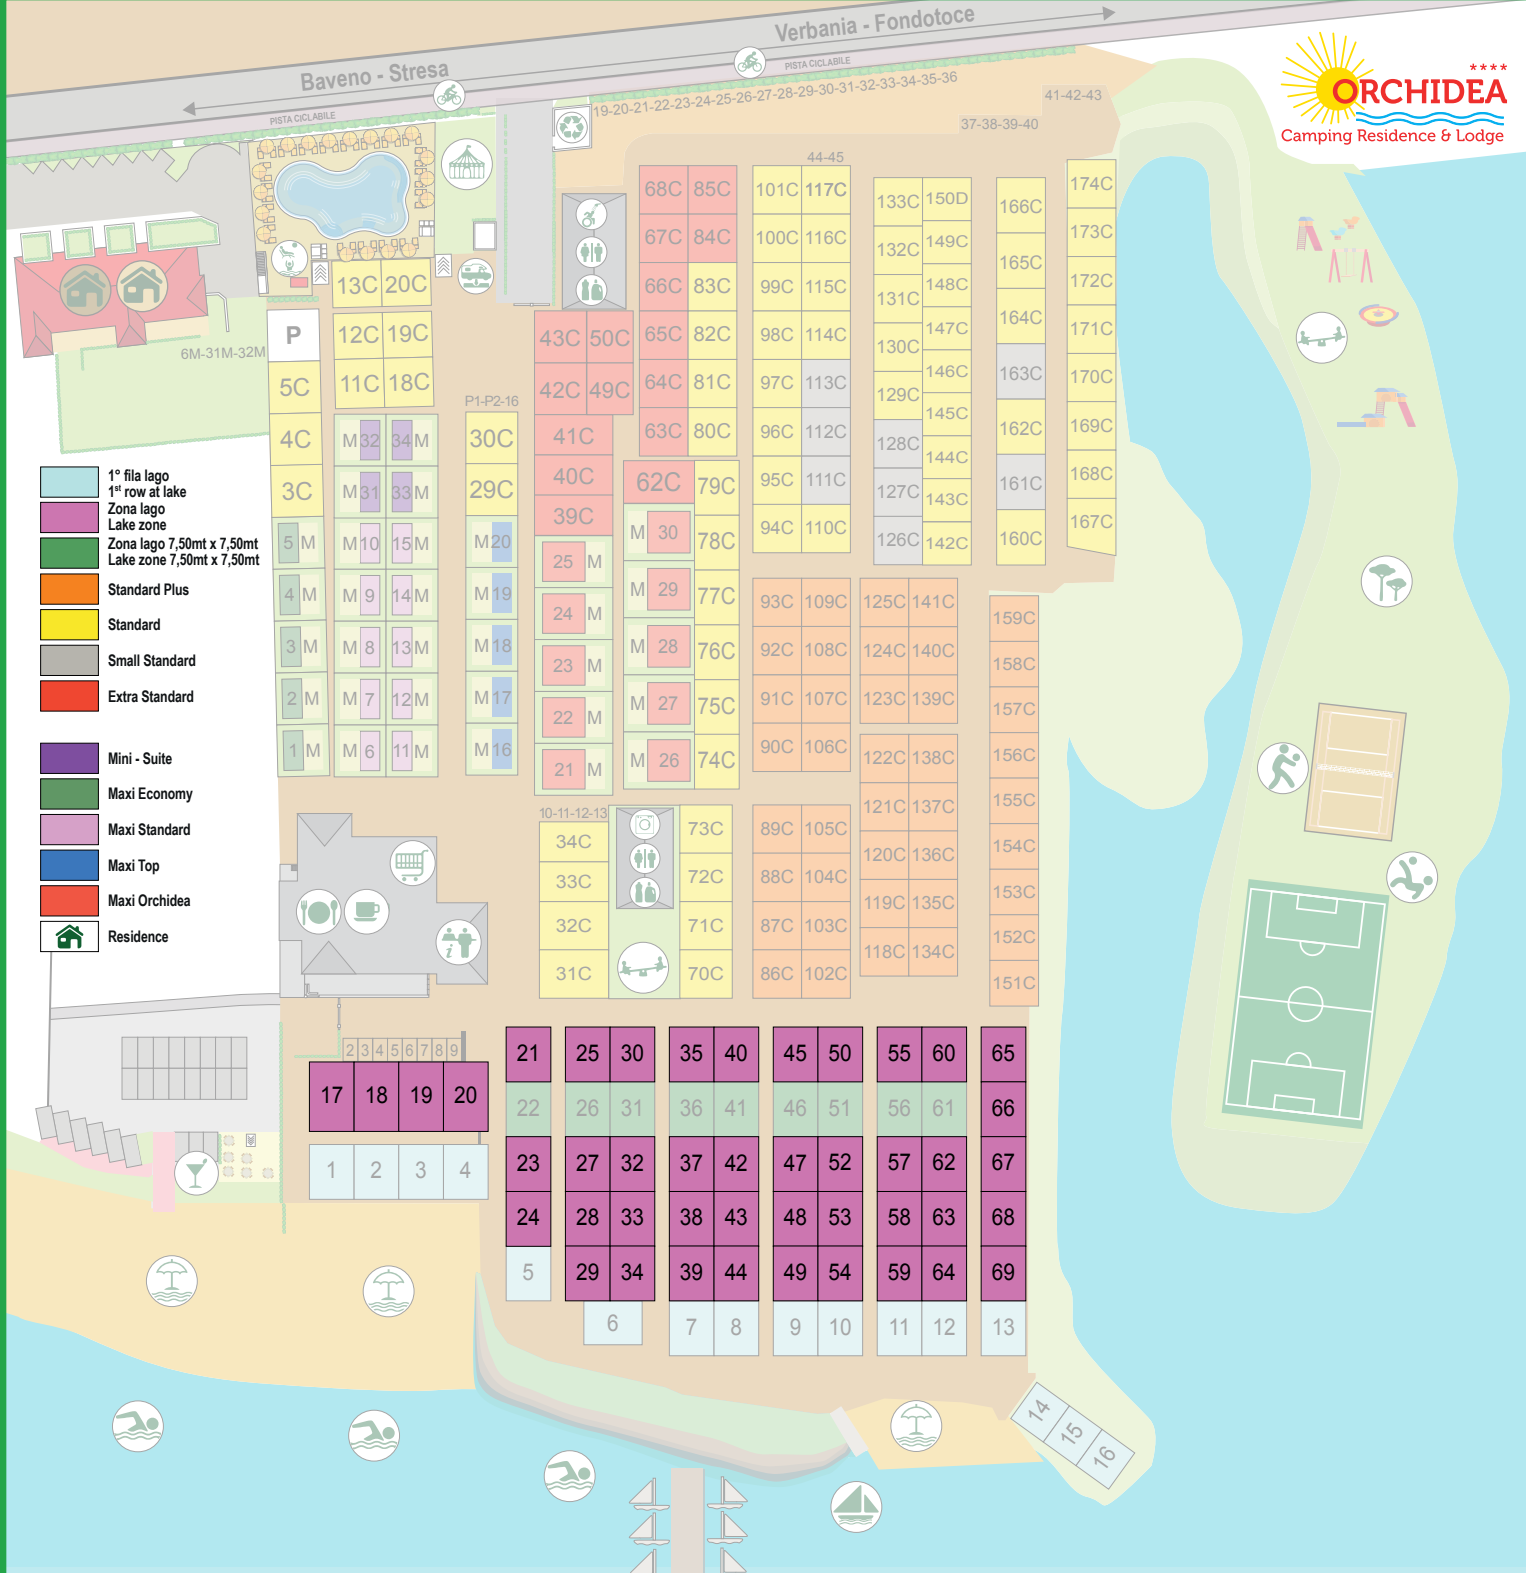 Verbania - Fondotoce
Baveno - Stresa
PISTA CICLABILE
PISTA CICLABILE
****
ORCHIDEA
Camping Residence & Lodge
19-20-21-22-23-24-25-26-27-28-29-30-31-32-33-34-35-36
41-42-43
37-38-39-40
44-45
68C 85C
67C 84C
66C 83C
65C 82C
64C 81C
63C 80C
101C 117C
100C 116C
99C 115C
98C 114C
97C 113C
96C 112C
95C 111C
94C 110C
133C 150D
132C 149C
131C 148C
130C 147C
129C 146C
128C 145C
127C 144C
126C 143C
142C
166C
165C
164C
163C
162C
161C
160C
174C
173C
172C
171C
170C
169C
168C
167C
13C 20C
12C 19C
11C 18C
6M-31M-32M
P
5C
4C
3C
5 M
4 M
3 M
2 M
1 M
M 32 34 M
M 31 33 M
M 10 15 M
M 9 14 M
M 8 13 M
M 7 12 M
M 6 11 M
P1-P2-16
30C
29C
M 20
M 19
M 18
M 17
M 16
43C 50C
42C 49C
41C
40C
39C
25 M
24 M
23 M
22 M
21 M
62C 79C
M 30 78C
M 29 77C
M 28 76C
M 27 75C
M 26 74C
1° fila lago
1st row at lake
Zona lago
Lake zone
Zona lago 7,50mt x 7,50mt
Lake zone 7,50mt x 7,50mt
Standard Plus
Standard
Small Standard
Extra Standard
Mini - Suite
Maxi Economy
Maxi Standard
Maxi Top
Maxi Orchidea
Residence
93C 109C
92C 108C
91C 107C
90C 106C
125C 141C
124C 140C
123C 139C
122C 138C
121C 137C
120C 136C
119C 135C
118C 134C
159C
158C
157C
156C
155C
154C
153C
152C
151C
10-11-12-13
34C
33C
32C
31C
73C
72C
71C
70C
89C 105C
88C 104C
87C 103C
86C 102C
i
2 3 4 5 6 7 8 9
17 18 19 20
1 2 3 4
21 25 30 35 40 45 50 55 60 65
22 26 31 36 41 46 51 56 61 66
23 27 32 37 42 47 52 57 62 67
24 28 33 38 43 48 53 58 63 68
5 29 34 39 44 49 54 59 64 69
6 7 8 9 10 11 12 13
14
15
16